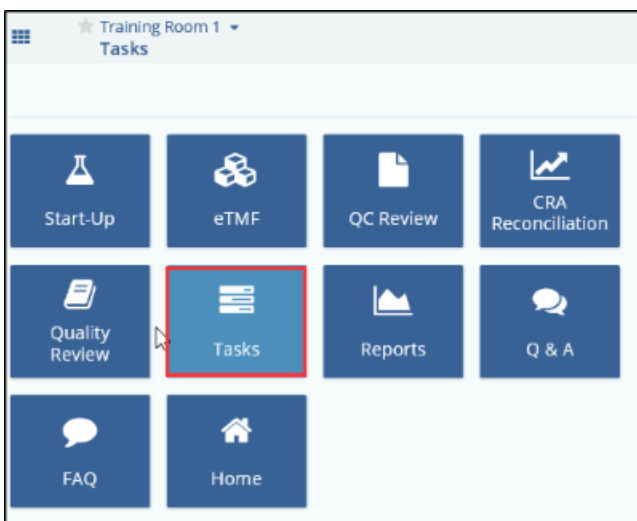 Training Room 1
Tasks
Start-Up
eTMF
QC Review
CRA
Reconciliation
Quality
Review
Tasks
Reports
Q & A
FAQ
Home